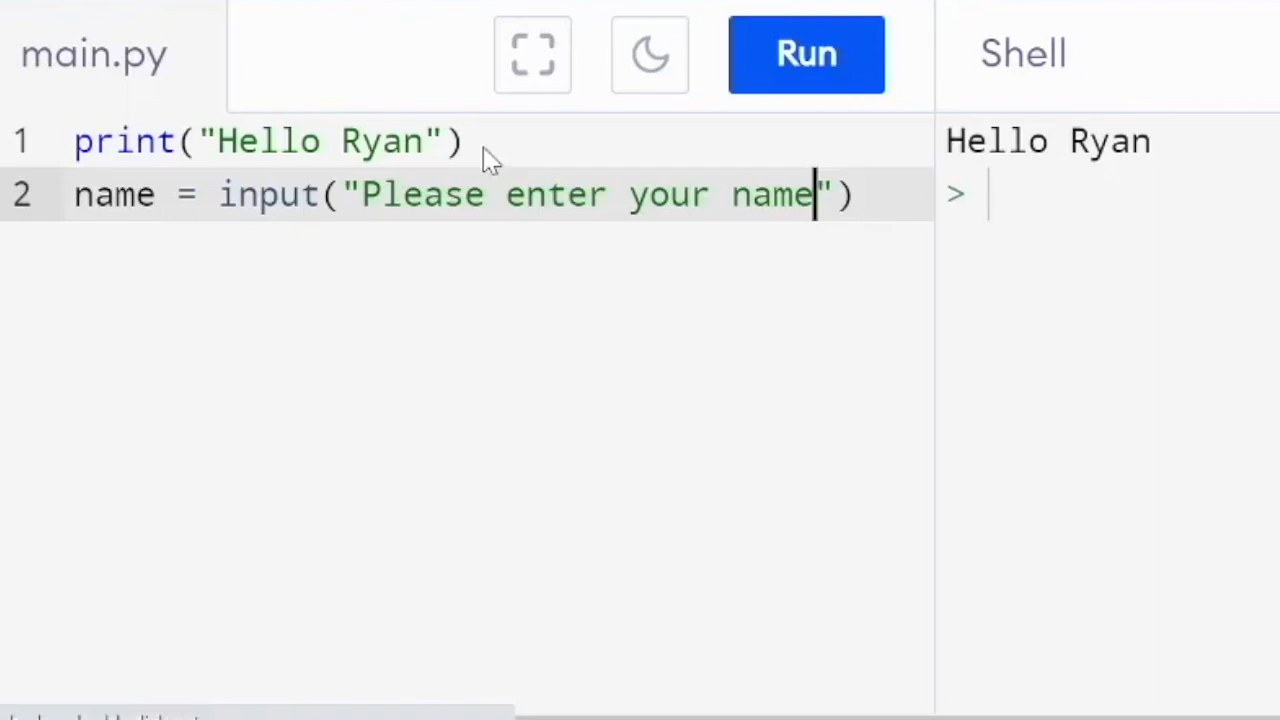 main.py
Run
Shell
1 print("Hello Ryan")
2 name = input("Please enter your name")
Hello Ryan
>